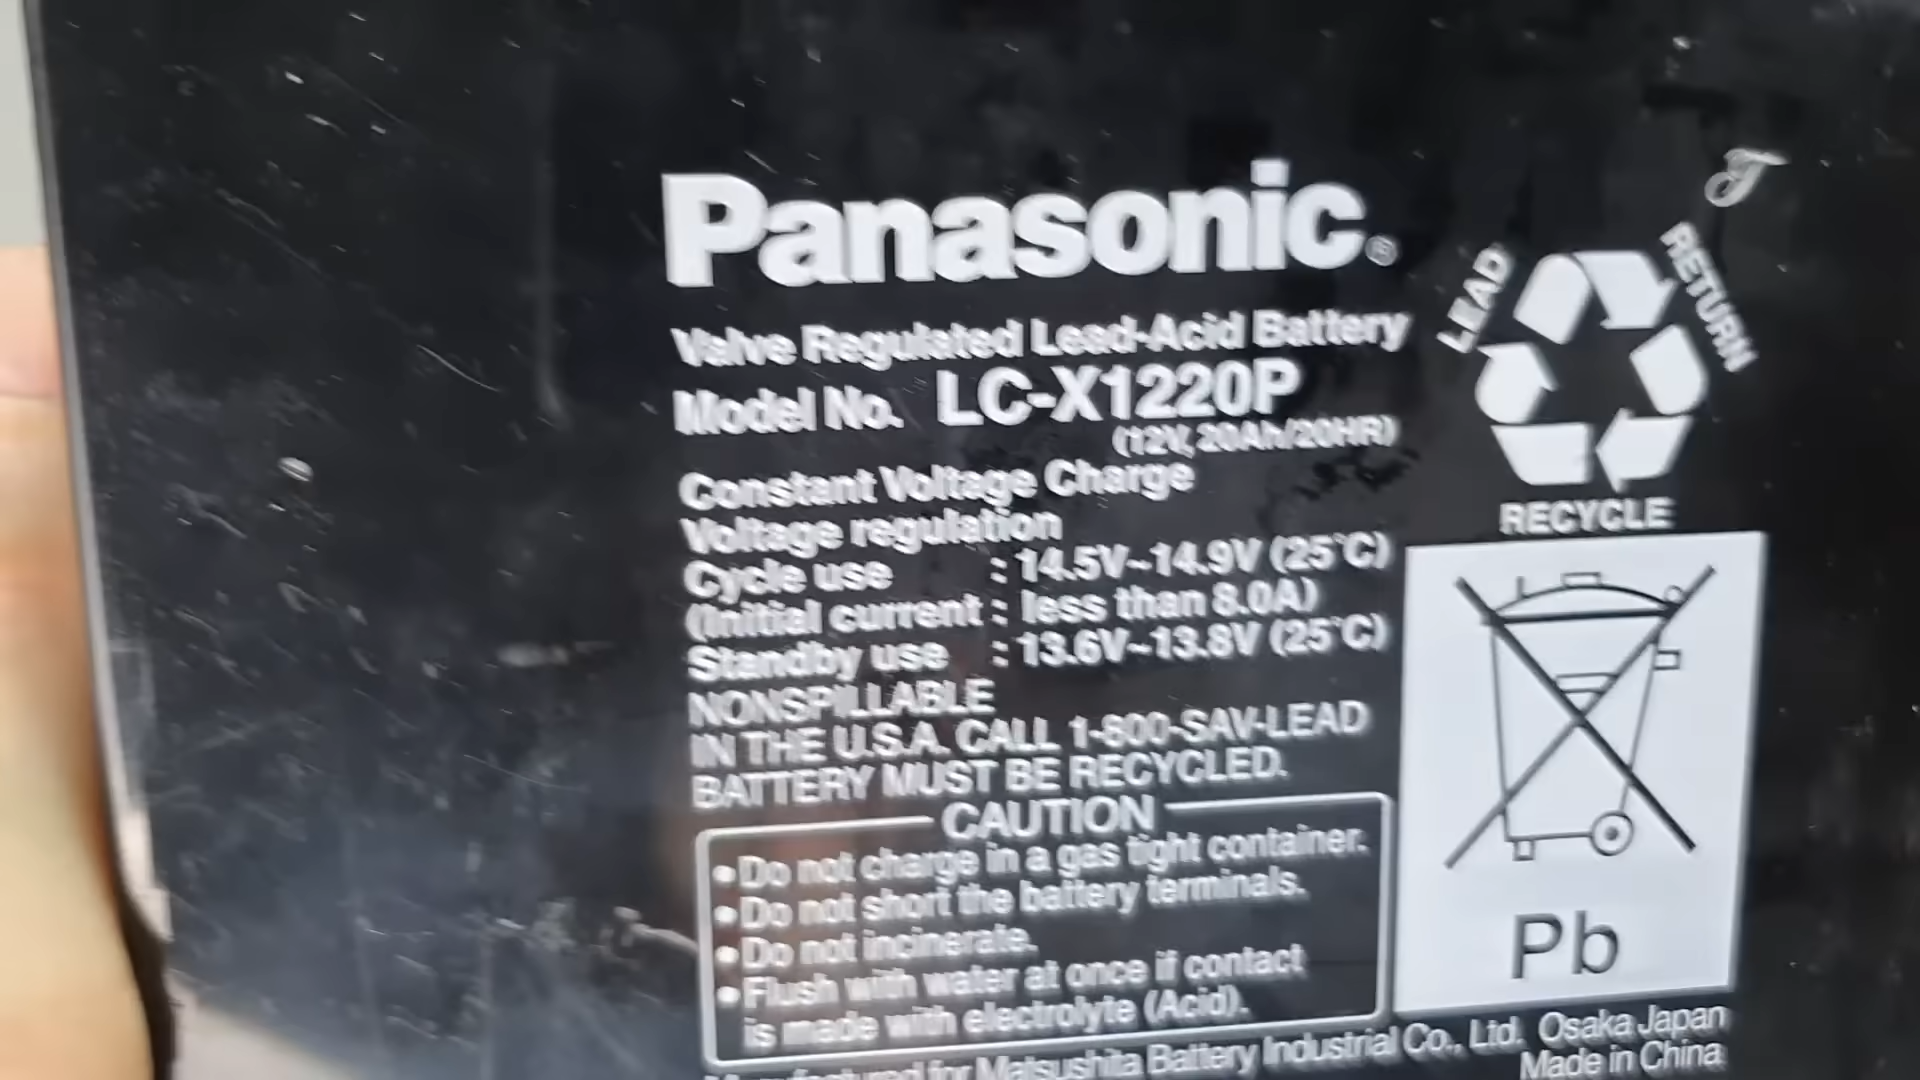 Panasonic®
Valve Regulated Lead-Acid Battery
Model No. LC-X1220P
(12V, 20Ah/20HR)
Constant Voltage Charge
Voltage regulation
Cycle use : 14.5V~14.9V (25°C)
(Initial current : less than 8.0A)
Standby use : 13.6V~13.8V (25°C)
NONSPILLABLE
IN THE U.S.A. CALL 1-800-SAV-LEAD
BATTERY MUST BE RECYCLED.
CAUTION
•Do not charge in a gas tight container.
•Do not short the battery terminals.
•Do not incinerate.
•Flush with water at once if contact
is made with electrolyte (Acid).
LEAD
RETURN
RECYCLE
Pb
Manufactured for Matsushita Battery Industrial Co., Ltd. Osaka Japan
Made in China